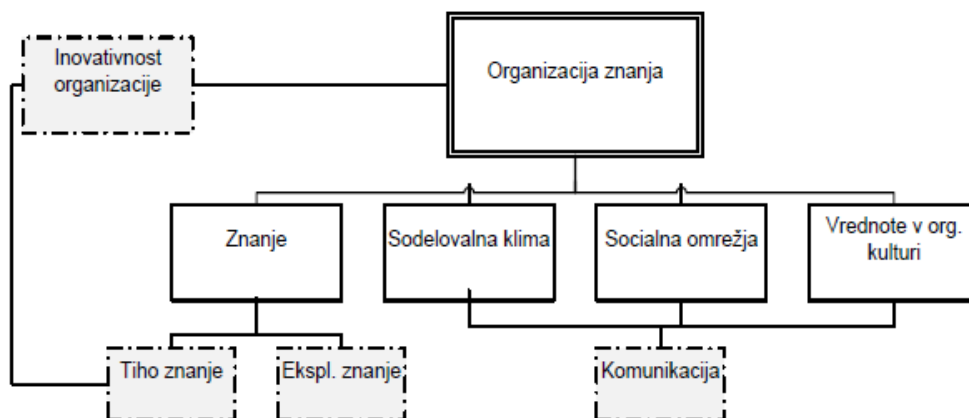 Inovativnost
organizacije
Organizacija znanja
Znanje
Sodelovalna klima
Socialna omrežja
Vrednote v org.
kulturi
Tiho znanje
Ekspl. znanje
Komunikacija